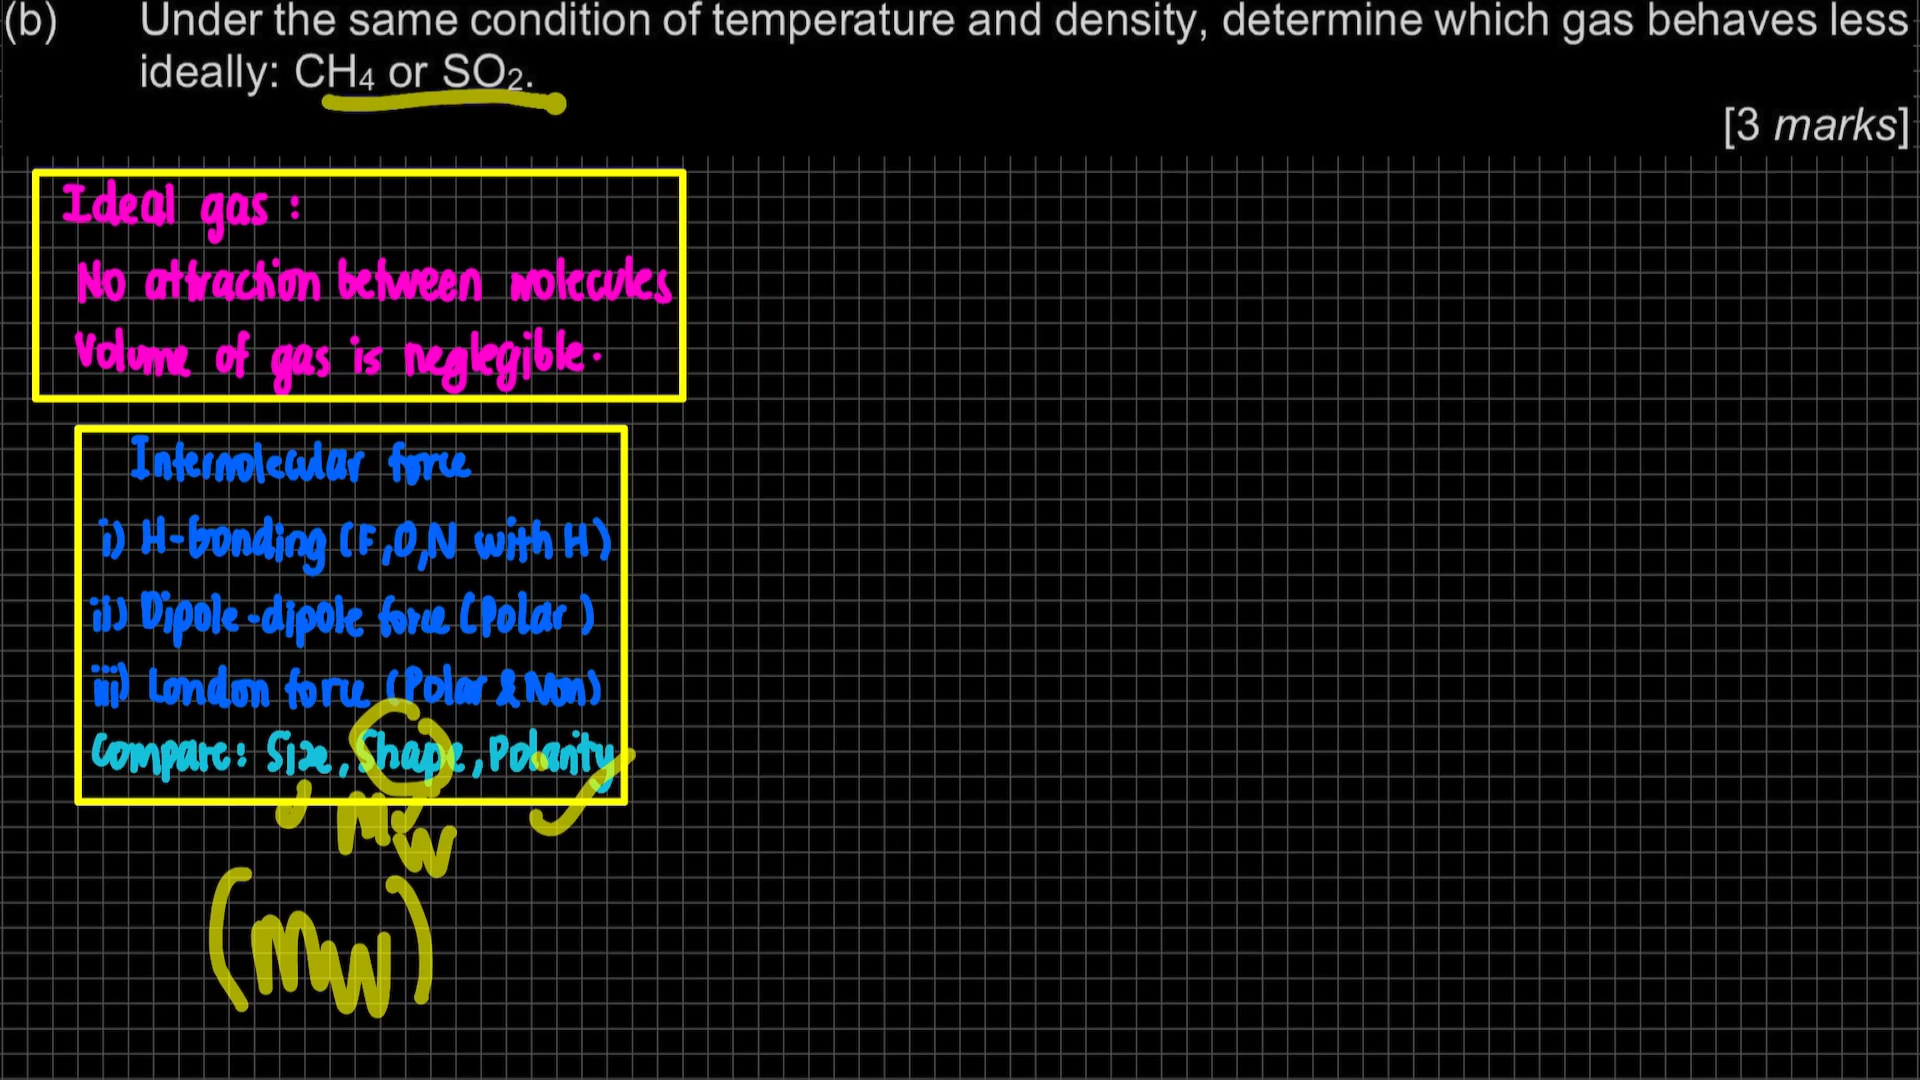 (b) Under the same condition of temperature and density, determine which gas behaves less
ideally: CH₄ or SO₂.
[3 marks]
Ideal gas :
No attraction between molecules
Volume of gas is neglegible.
Intermolecular force
i) H-bonding (F,O,N with H)
ii) Dipole-dipole force (Polar)
iii) London force (Polar & Non)
Compare: Size, Shape, Polarity
Mw
(Mw)